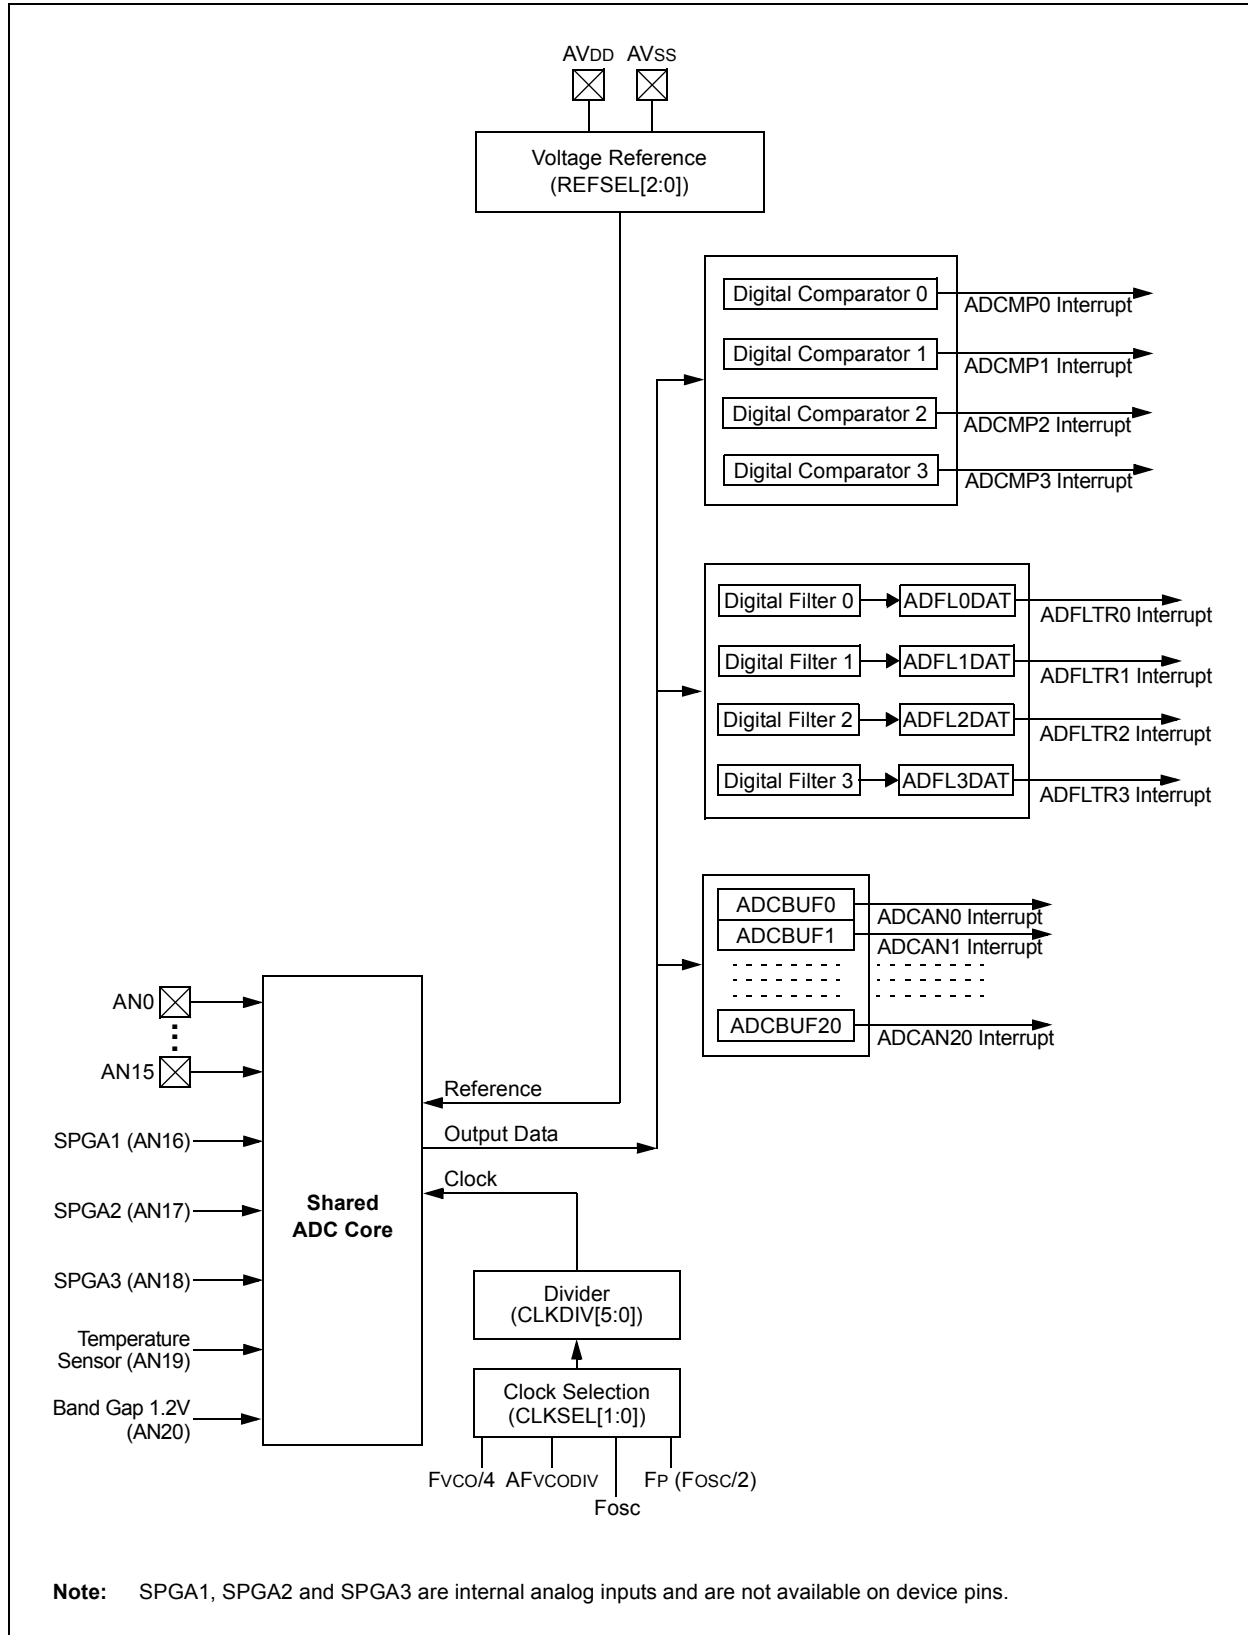 AVDD AVSS
Voltage Reference
(REFSEL[2:0])
Digital Comparator 0
ADCMP0 Interrupt
Digital Comparator 1
ADCMP1 Interrupt
Digital Comparator 2
ADCMP2 Interrupt
Digital Comparator 3
ADCMP3 Interrupt
Digital Filter 0
ADFL0DAT
ADFLTR0 Interrupt
Digital Filter 1
ADFL1DAT
ADFLTR1 Interrupt
Digital Filter 2
ADFL2DAT
ADFLTR2 Interrupt
Digital Filter 3
ADFL3DAT
ADFLTR3 Interrupt
ADCBUF0
ADCAN0 Interrupt
ADCBUF1
ADCAN1 Interrupt
ADCBUF20
ADCAN20 Interrupt
AN0
AN15
SPGA1 (AN16)
SPGA2 (AN17)
SPGA3 (AN18)
Temperature
Sensor (AN19)
Band Gap 1.2V
(AN20)
Shared
ADC Core
Reference
Output Data
Clock
Divider
(CLKDIV[5:0])
Clock Selection
(CLKSEL[1:0])
FVCO/4 AFVCODIV FP (FOSC/2)
Fosc
Note: SPGA1, SPGA2 and SPGA3 are internal analog inputs and are not available on device pins.